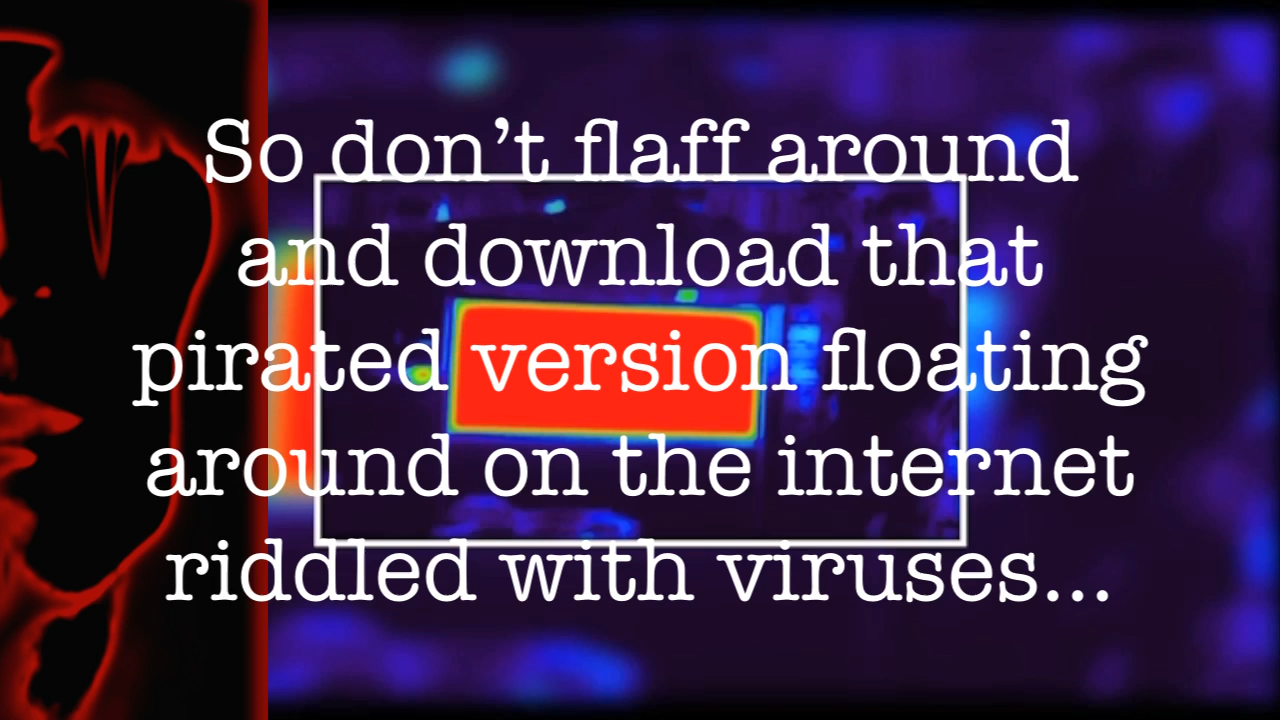 So don’t flaff around
and download that
pirated version floating
around on the internet
riddled with viruses...